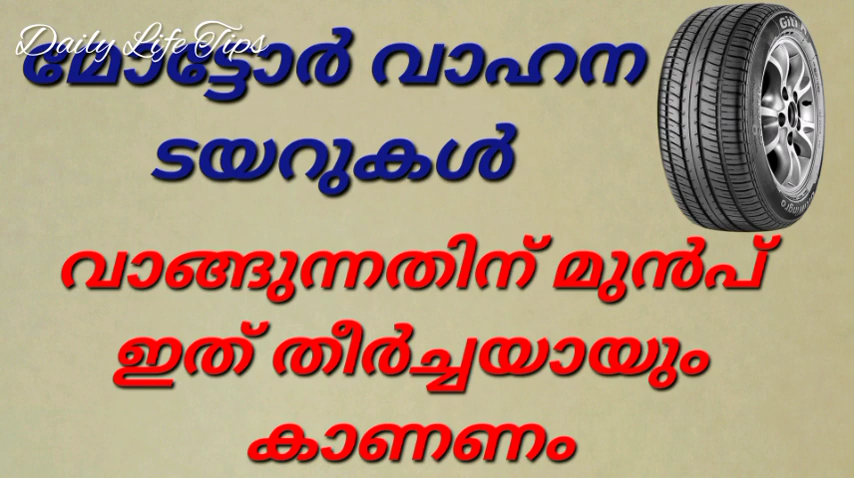 Daily Life Tips
മോട്ടോർ വാഹന
ടയറുകൾ
വാങ്ങുന്നതിന് മുൻപ്
ഇത് തീർച്ചയായും
കാണണം